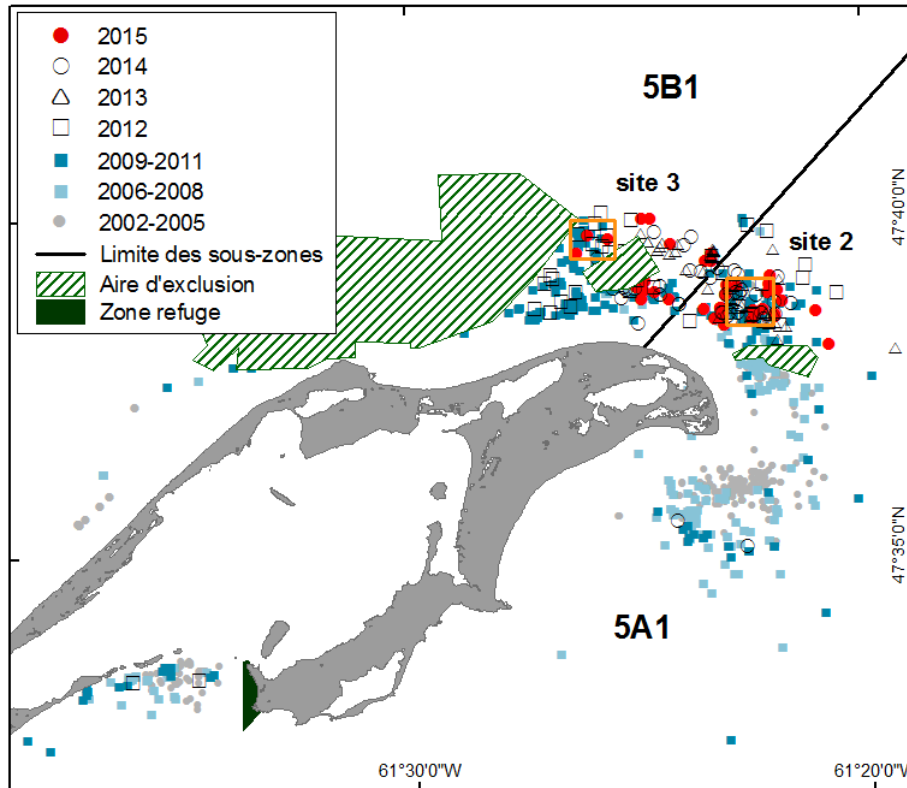 2015
2014
2013
2012
2009-2011
2006-2008
2002-2005
Limite des sous-zones
Aire d'exclusion
Zone refuge
5B1
site 3
site 2
47°40'0"N
47°35'0"N
5A1
61°30'0"W
61°20'0"W